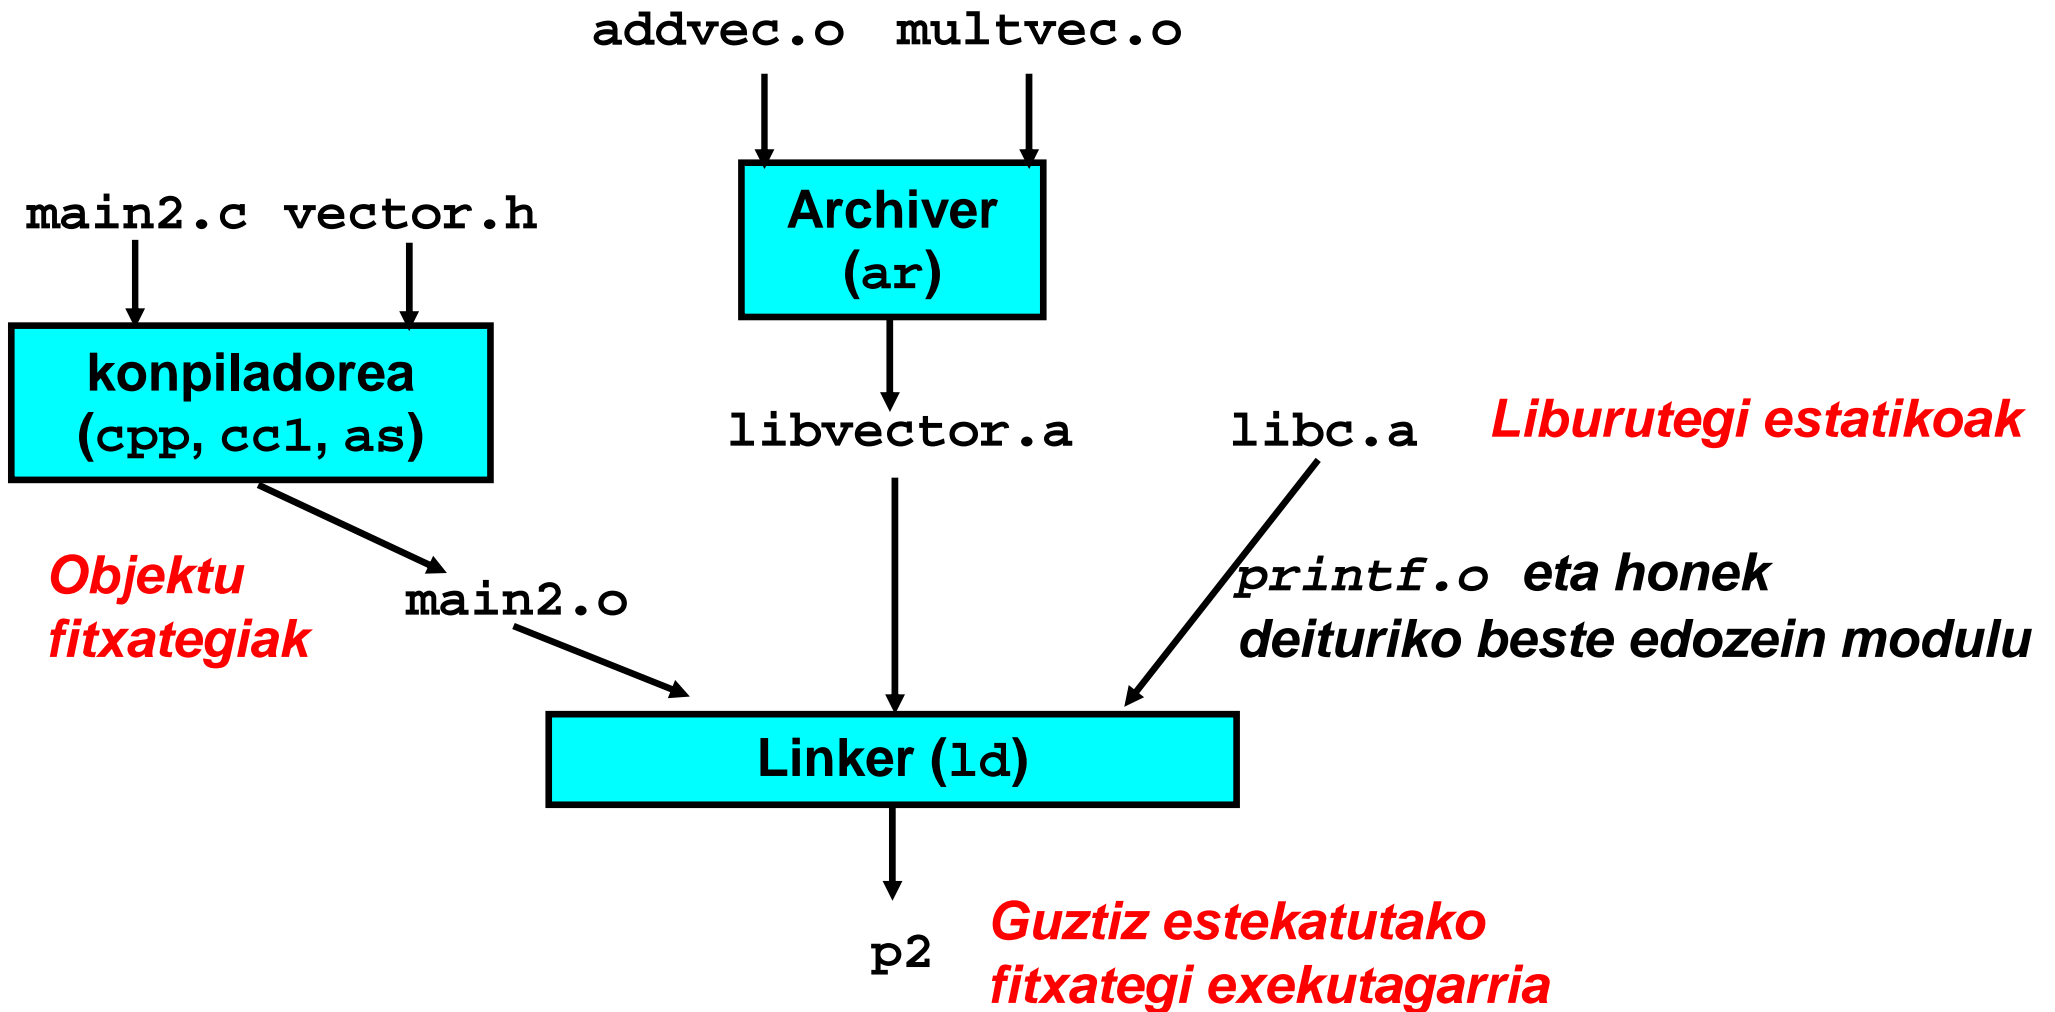 addvec.o multvec.o
main2.c vector.h
Archiver
(ar)
konpiladorea
(cpp, cc1, as)
libvector.a
libc.a
Liburutegi estatikoak
Objektu
fitxategiak
main2.o
printf.o eta honek
deituriko beste edozein modulu
Linker (ld)
p2
Guztiz estekatutako
fitxategi exekutagarria